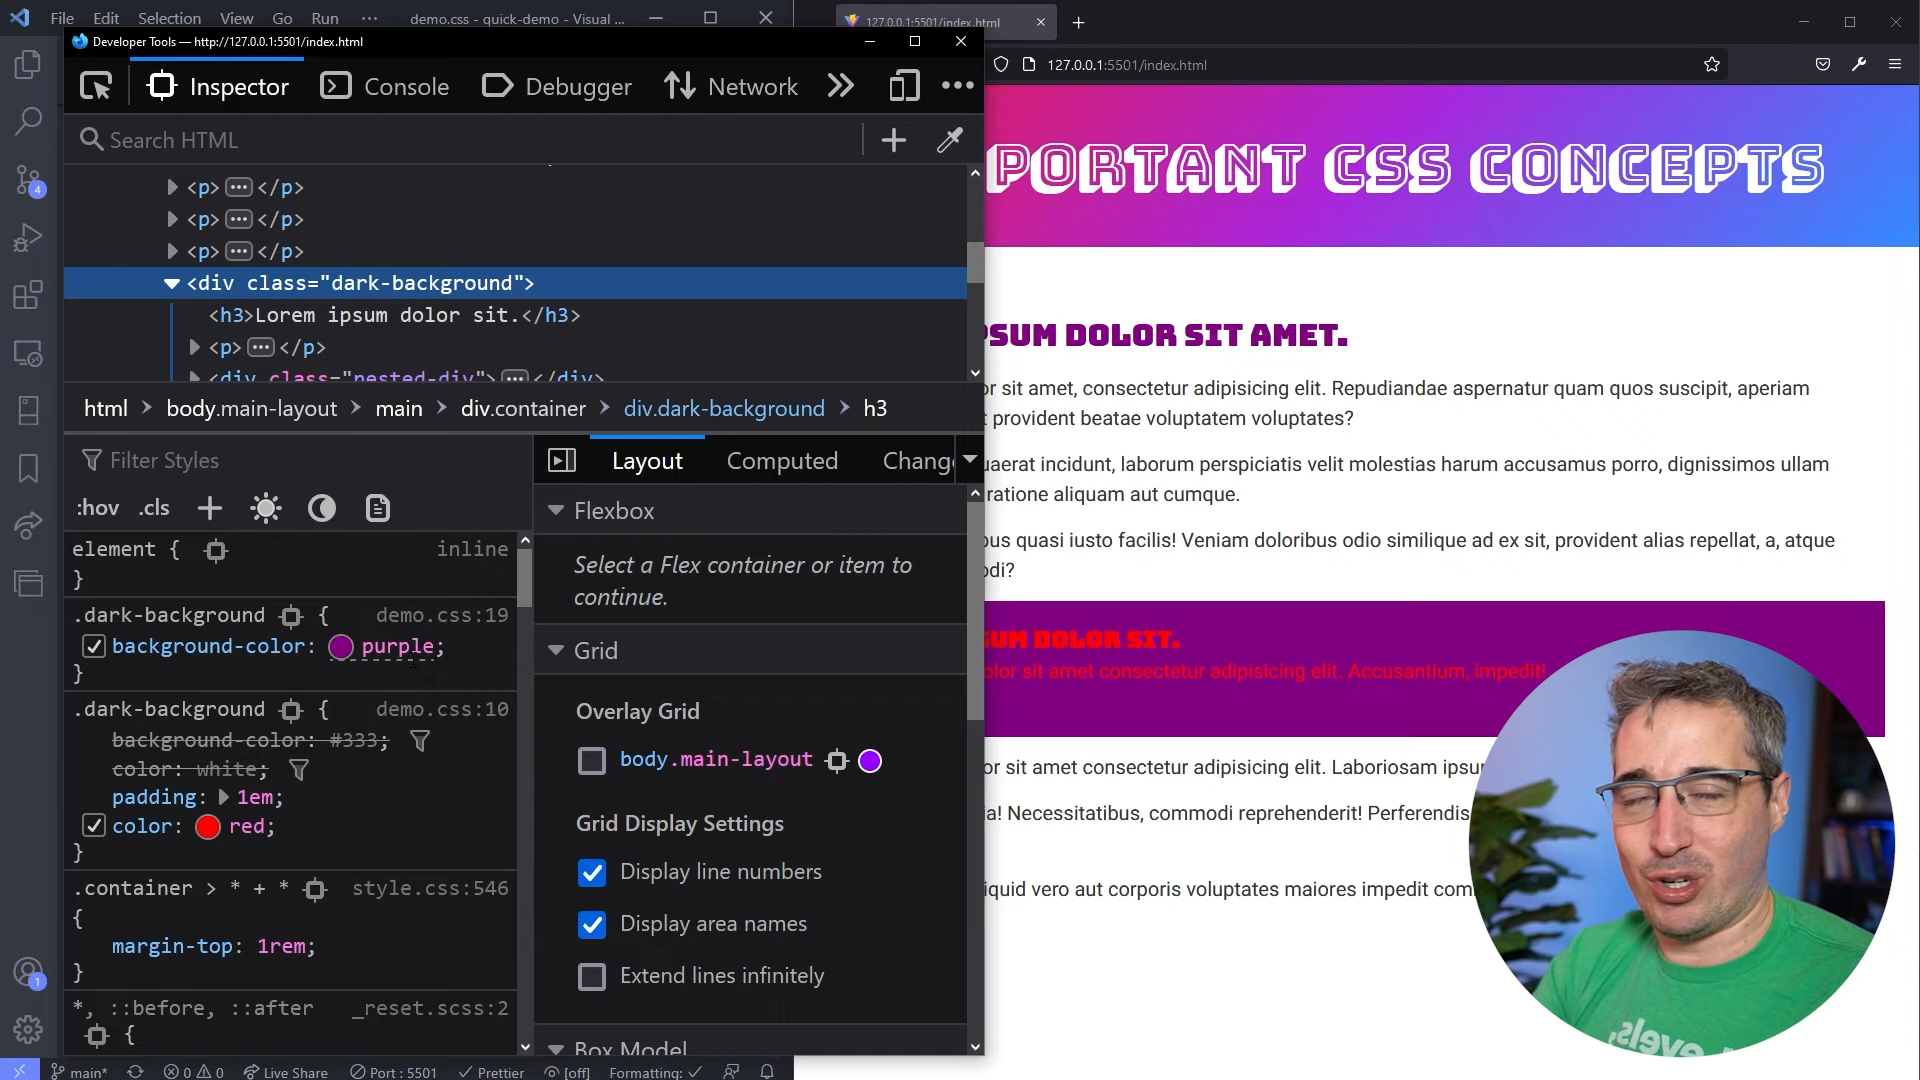 File Edit Selection View Go Run ··· demo.css - quick-demo - Visual ...
127.0.0.1:5501/index.html
Developer Tools — http://127.0.0.1:5501/index.html
127.0.0.1:5501/index.html
Inspector Console Debugger Network
Search HTML
<p>···</p>
<p>···</p>
<p>···</p>
<div class="dark-background">
<h3>Lorem ipsum dolor sit.</h3>
<p>···</p>
<div class="nested-div">···</div>
html > body.main-layout > main > div.container > div.dark-background > h3
Filter Styles
:hov .cls +
element { inline
}
.dark-background { demo.css:19
background-color: purple;
}
.dark-background { demo.css:10
background-color: #333;
color: white;
padding: 1em;
color: red;
}
.container > * + * style.css:546
{
margin-top: 1rem;
}
*, ::before, ::after _reset.scss:2
{
Layout Computed Chang
Flexbox
Select a Flex container or item to
continue.
Grid
Overlay Grid
body.main-layout
Grid Display Settings
Display line numbers
Display area names
Extend lines infinitely
Box Model
PORTANT CSS CONCEPTS
SUM DOLOR SIT AMET.
or sit amet, consectetur adipisicing elit. Repudiandae aspernatur quam quos suscipit, aperiam
t provident beatae voluptatem voluptates?
uaerat incidunt, laborum perspiciatis velit molestias harum accusamus porro, dignissimos ullam
ratione aliquam aut cumque.
bus quasi iusto facilis! Veniam doloribus odio similique ad ex sit, provident alias repellat, a, atque
odi?
SUM DOLOR SIT.
olor sit amet consectetur adipisicing elit. Accusantium, impedit!
or sit amet consectetur adipisicing elit. Laboriosam ipsu
ia! Necessitatibus, commodi reprehenderit! Perferendis
iquid vero aut corporis voluptates maiores impedit com
4
1
main* 0 0 Live Share Port : 5501 Prettier [off] Formating: ✓